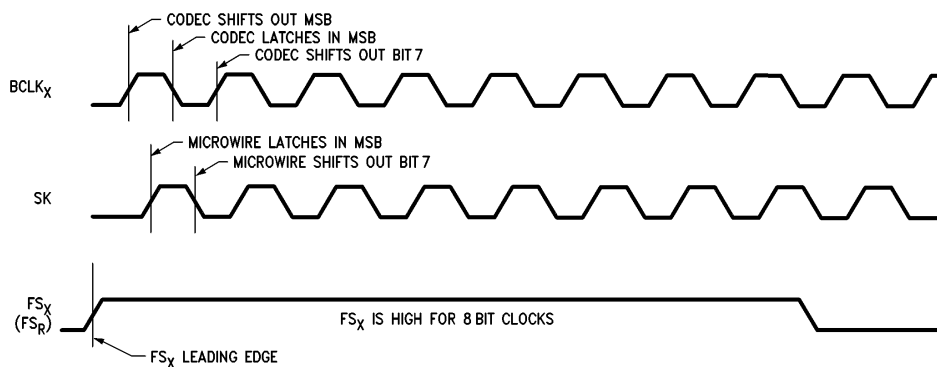 CODEC SHIFTS OUT MSB
CODEC LATCHES IN MSB
CODEC SHIFTS OUT BIT 7
BCLKX
MICROWIRE LATCHES IN MSB
MICROWIRE SHIFTS OUT BIT 7
SK
FSX
(FSR)
FSX IS HIGH FOR 8 BIT CLOCKS
FSX LEADING EDGE